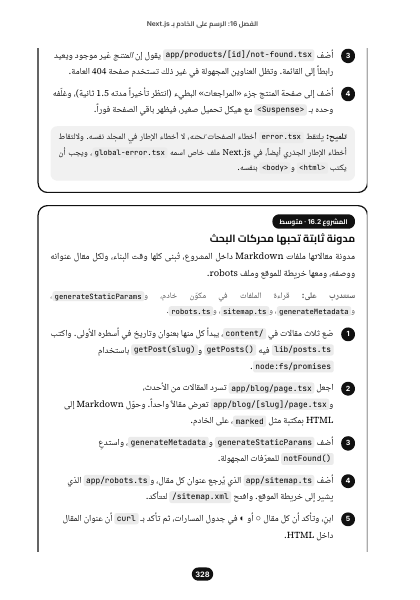 الفصل 16: الرسم على الخادم بـ Next.js
3 أضف app/products/[id]/not-found.tsx يقول إن المنتج غير موجود ويعيد
رابطاً إلى القائمة. وتظل العناوين المجهولة في غير ذلك تستخدم صفحة 404 العامة.
4 أضف إلى صفحة المنتج جزء «المراجعات» البطيء (انتظر تأخيراً مدته 1.5 ثانية)، وغلّفه
وحده بـ <Suspense> مع هيكل تحميل صغير، فيظهر باقي الصفحة فوراً.
تلميح: يلتقط error.tsx أخطاء الصفحات تحته، لا أخطاء الإطار في المجلد نفسه. ولالتقاط
أخطاء الإطار الجذري أيضاً، في Next.js ملف خاص اسمه global-error.tsx، ويجب أن
يكتب <html> و <body> بنفسه.
المشروع 16.2 · متوسط
مدونة ثابتة تحبها محركات البحث
مدونة مقالاتها ملفات Markdown داخل المشروع، تُبنى كلها وقت البناء، ولكل مقال عنوانه
ووصفه، ومعها خريطة للموقع وملف robots.
ستتدرب على: قراءة الملفات في مكوّن خادم، و generateStaticParams،
و generateMetadata، و sitemap.ts، و robots.ts.
1 ضع ثلاث مقالات في content/، يبدأ كل منها بعنوان وتاريخ في أسطره الأولى. واكتب
lib/posts.ts فيه getPosts() و getPost(slug) باستخدام
node:fs/promises.
2 اجعل app/blog/page.tsx تسرد المقالات من الأحدث،
و app/blog/[slug]/page.tsx تعرض مقالاً واحداً. وحوّل Markdown إلى
HTML بمكتبة مثل marked، على الخادم.
3 أضف generateStaticParams و generateMetadata، واستدعِ
notFound() للمعرّفات المجهولة.
4 أضف app/sitemap.ts الذي يُرجع عنوان كل مقال، و app/robots.ts الذي
يشير إلى خريطة الموقع. وافتح /sitemap.xml لتتأكد.
5 ابنِ، وتأكد أن كل مقال ○ أو ● في جدول المسارات، ثم تأكد بـ curl أن عنوان المقال
داخل HTML.
328